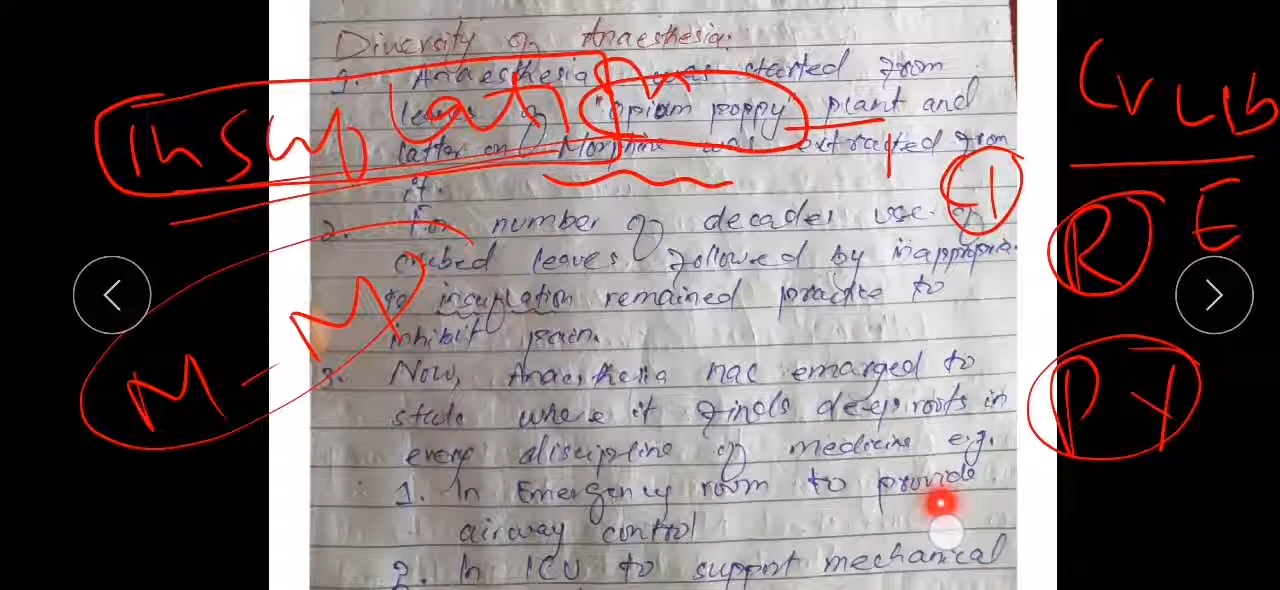 Diversity of Anaesthesia.
1. Anaesthesia was started from
leaves of "opium poppy" plant and
latter on Morphine was extracted from
it.
2. For number of decades use of
crubed leaves followed by inappropria-
te incuplation remained practice to
inhibit pain.
3. Now, Anaesthesia has emarged to
state where it finds deep roots in
every discipline of medicine e.g.
1. In Emergency room to provide
airway control
2. In ICU to support mechanical
M-M
R E